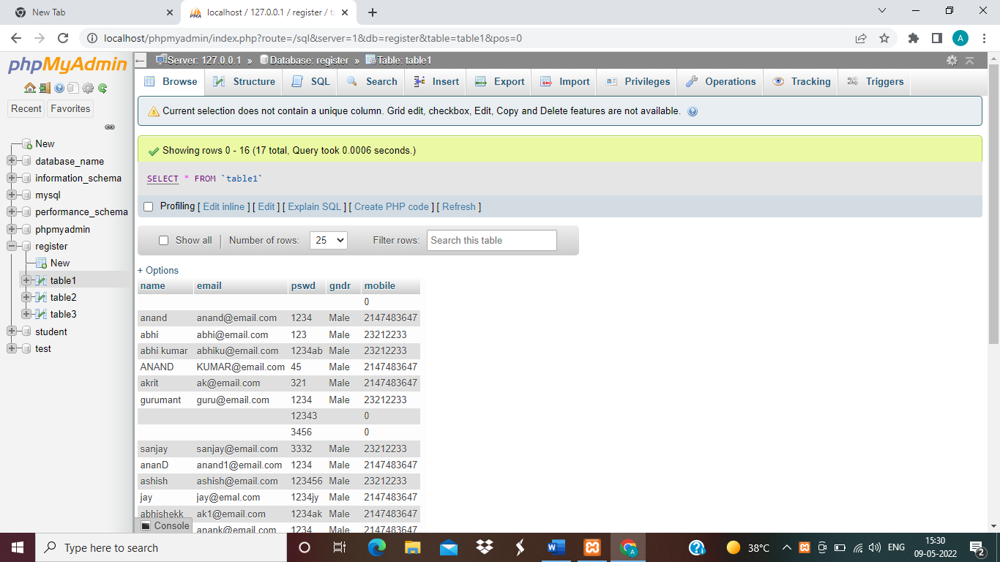 New Tab
localhost / 127.0.0.1 / register / ta
localhost/phpmyadmin/index.php?route=/sql&server=1&db=register&table=table1&pos=0
A
phpMyAdmin
Recent Favorites
New
database_name
information_schema
mysql
performance_schema
phpmyadmin
register
New
table1
table2
table3
student
test
Server: 127.0.0.1 » Database: register » Table: table1
Browse Structure SQL Search Insert Export Import Privileges Operations Tracking Triggers
Current selection does not contain a unique column. Grid edit, checkbox, Edit, Copy and Delete features are not available.
Showing rows 0 - 16 (17 total, Query took 0.0006 seconds.)
SELECT * FROM `table1`
Profiling [ Edit inline ] [ Edit ] [ Explain SQL ] [ Create PHP code ] [ Refresh ]
Show all | Number of rows: 25 Filter rows: Search this table
+ Options
name email pswd gndr mobile
0
anand anand@email.com 1234 Male 2147483647
abhi abhi@email.com 123 Male 23212233
abhi kumar abhiku@email.com 1234ab Male 23212233
ANAND KUMAR@email.com 45 Male 2147483647
akrit ak@email.com 321 Male 2147483647
gurumant guru@email.com 1234 Male 23212233
12343 0
3456 0
sanjay sanjay@email.com 3332 Male 23212233
ananD anand1@email.com 1234 Male 2147483647
ashish ashish@email.com 123456 Male 23212233
jay jay@emal.com 1234jy Male 2147483647
abhishekk ak1@email.com 1234ak Male 2147483647
anank@email.com 1234 Male 2147483647
Console
Type here to search
38°C
ENG
15:30
09-05-2022
2